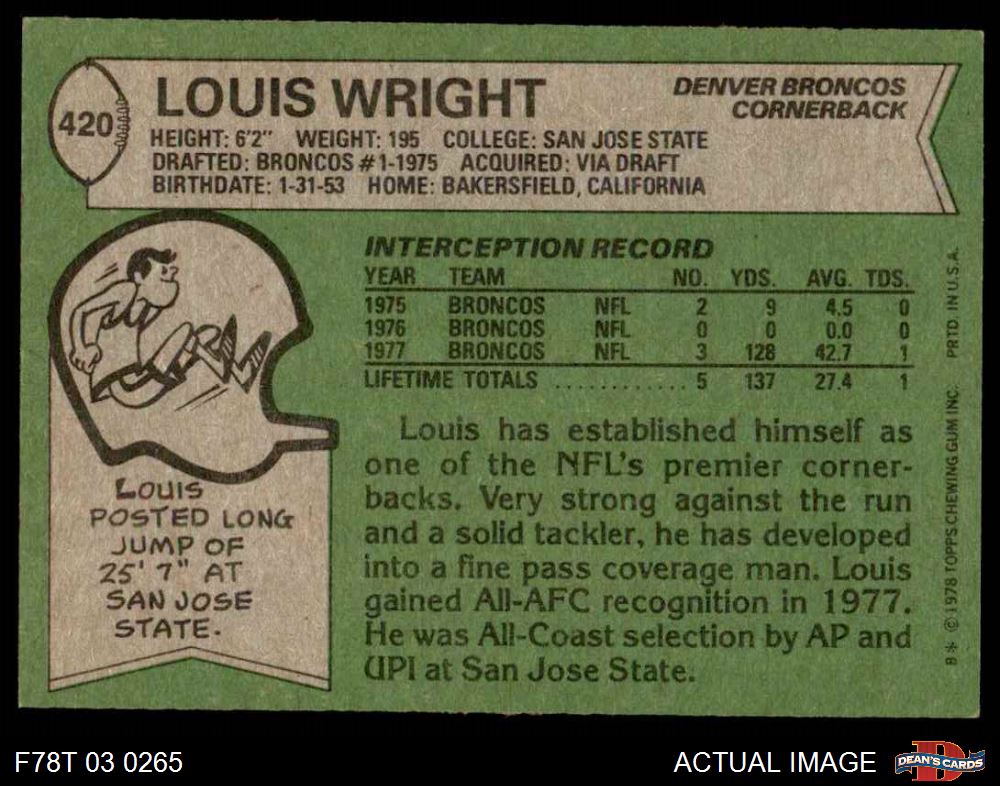 420
LOUIS WRIGHT
DENVER BRONCOS
CORNERBACK
HEIGHT: 6'2" WEIGHT: 195 COLLEGE: SAN JOSE STATE
DRAFTED: BRONCOS #1-1975 ACQUIRED: VIA DRAFT
BIRTHDATE: 1-31-53 HOME: BAKERSFIELD, CALIFORNIA
INTERCEPTION RECORD
YEAR TEAM NO. YDS. AVG. TDS.
1975 BRONCOS NFL 2 9 4.5 0
1976 BRONCOS NFL 0 0 0.0 0
1977 BRONCOS NFL 3 128 42.7 1
LIFETIME TOTALS ............ 5 137 27.4 1
Louis has established himself as
one of the NFL's premier corner-
backs. Very strong against the run
and a solid tackler, he has developed
into a fine pass coverage man. Louis
gained All-AFC recognition in 1977.
He was All-Coast selection by AP and
UPI at San Jose State.
LOUIS
POSTED LONG
JUMP OF
25' 7" AT
SAN JOSE
STATE.
B* © 1978 TOPPS CHEWING GUM INC. PRTD. IN U.S.A.
F78T 03 0265
ACTUAL IMAGE
D
DEAN'S CARDS